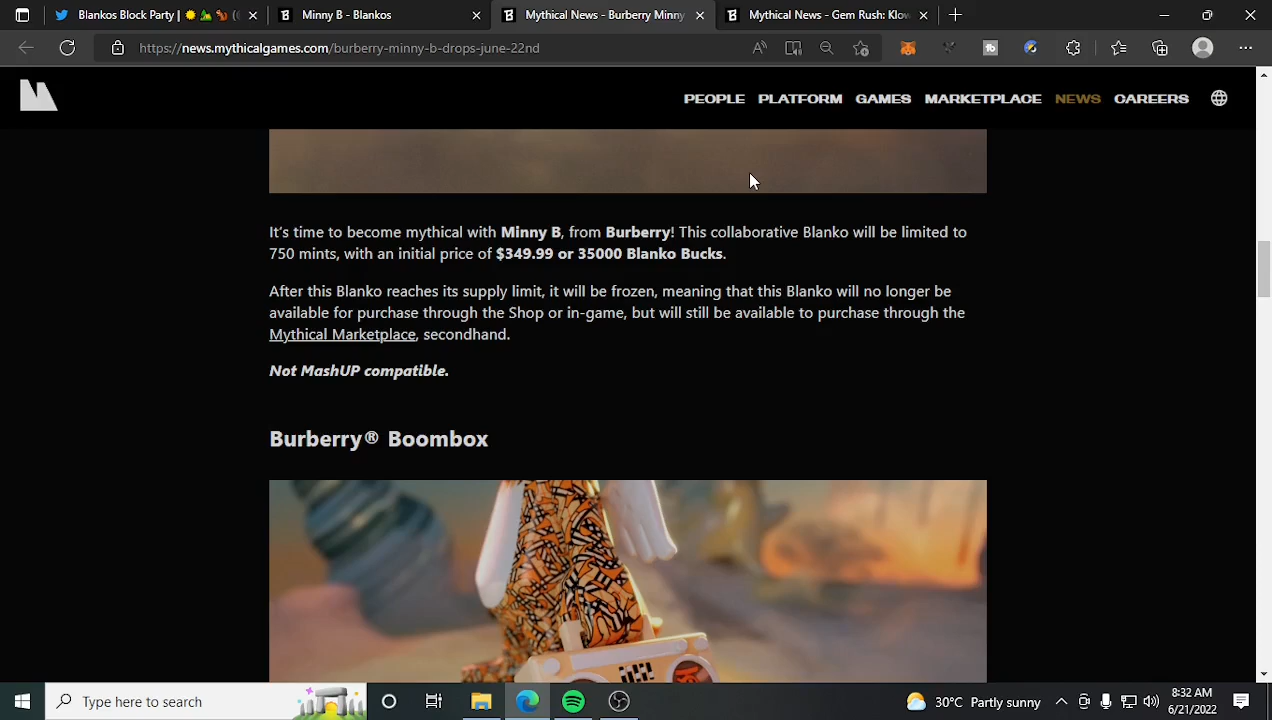 Blankos Block Party |
Minny B - Blankos
Mythical News - Burberry Minny
Mythical News - Gem Rush: Klow
https://news.mythicalgames.com/burberry-minny-b-drops-june-22nd
PEOPLE PLATFORM GAMES MARKETPLACE NEWS CAREERS
It's time to become mythical with Minny B, from Burberry! This collaborative Blanko will be limited to
750 mints, with an initial price of $349.99 or 35000 Blanko Bucks.
After this Blanko reaches its supply limit, it will be frozen, meaning that this Blanko will no longer be
available for purchase through the Shop or in-game, but will still be available to purchase through the
Mythical Marketplace, secondhand.
Not MashUP compatible.
Burberry® Boombox
Type here to search
30°C Partly sunny
8:32 AM
6/21/2022